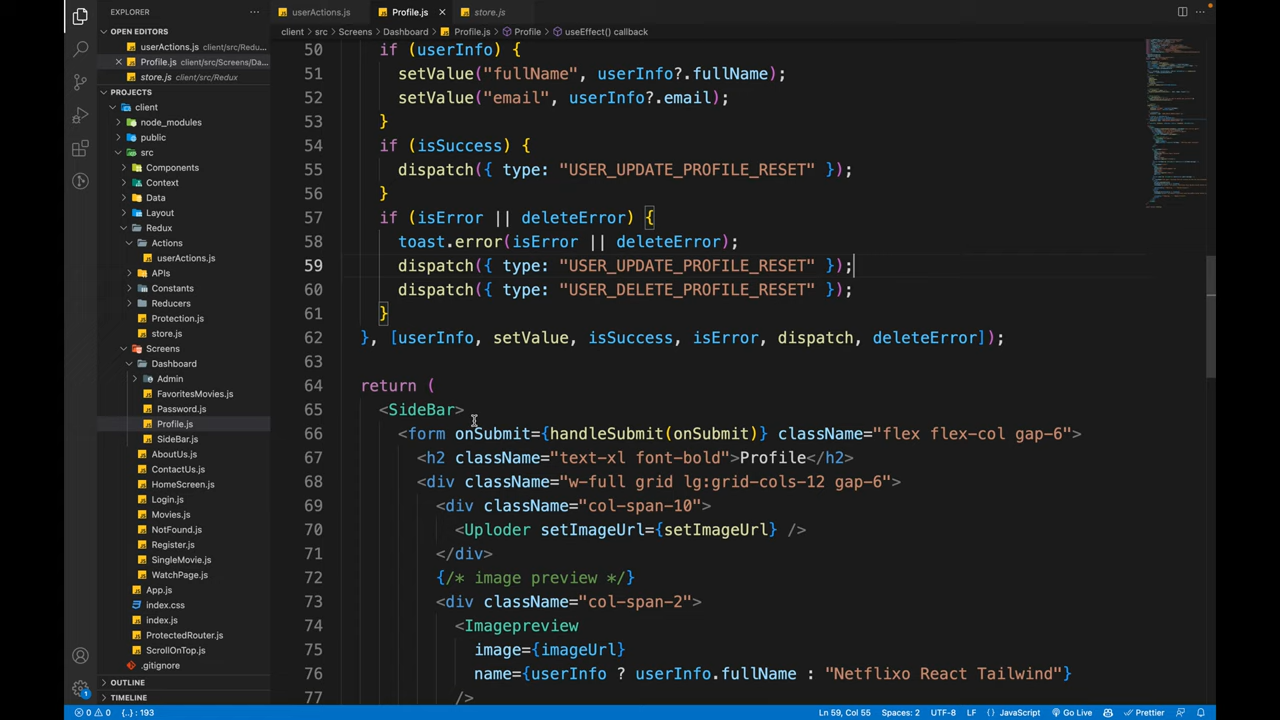 EXPLORER
OPEN EDITORS
userActions.js client/src/Redu...
Profile.js client/src/Screens/Da...
store.js client/src/Redux
PROJECTS
client
node_modules
public
src
Components
Context
Data
Layout
Redux
Actions
userActions.js
APIs
Constants
Reducers
Protection.js
store.js
Screens
Dashboard
Admin
FavoritesMovies.js
Password.js
Profile.js
SideBar.js
AboutUs.js
ContactUs.js
HomeScreen.js
Login.js
Movies.js
NotFound.js
Register.js
SingleMovie.js
WatchPage.js
App.js
index.css
index.js
ProtectedRouter.js
ScrollOnTop.js
.gitignore
OUTLINE
TIMELINE
userActions.js Profile.js store.js
client > src > Screens > Dashboard > Profile.js > Profile > useEffect() callback
50 if (userInfo) {
51 setValue("fullName", userInfo?.fullName);
52 setValue("email", userInfo?.email);
53 }
54 if (isSuccess) {
55 dispatch({ type: "USER_UPDATE_PROFILE_RESET" });
56 }
57 if (isError || deleteError) {
58 toast.error(isError || deleteError);
59 dispatch({ type: "USER_UPDATE_PROFILE_RESET" });
60 dispatch({ type: "USER_DELETE_PROFILE_RESET" });
61 }
62 }, [userInfo, setValue, isSuccess, isError, dispatch, deleteError]);
63
64 return (
65 <SideBar>
66 <form onSubmit={handleSubmit(onSubmit)} className="flex flex-col gap-6">
67 <h2 className="text-xl font-bold">Profile</h2>
68 <div className="w-full grid lg:grid-cols-12 gap-6">
69 <div className="col-span-10">
70 <Uploder setImageUrl={setImageUrl} />
71 </div>
72 {/* image preview */}
73 <div className="col-span-2">
74 <Imagepreview
75 image={imageUrl}
76 name={userInfo ? userInfo.fullName : "Netflixo React Tailwind"}
77 />
1
0 0 {..}: 193 Ln 59, Col 55 Spaces: 2 UTF-8 LF {} JavaScript Go Live Prettier